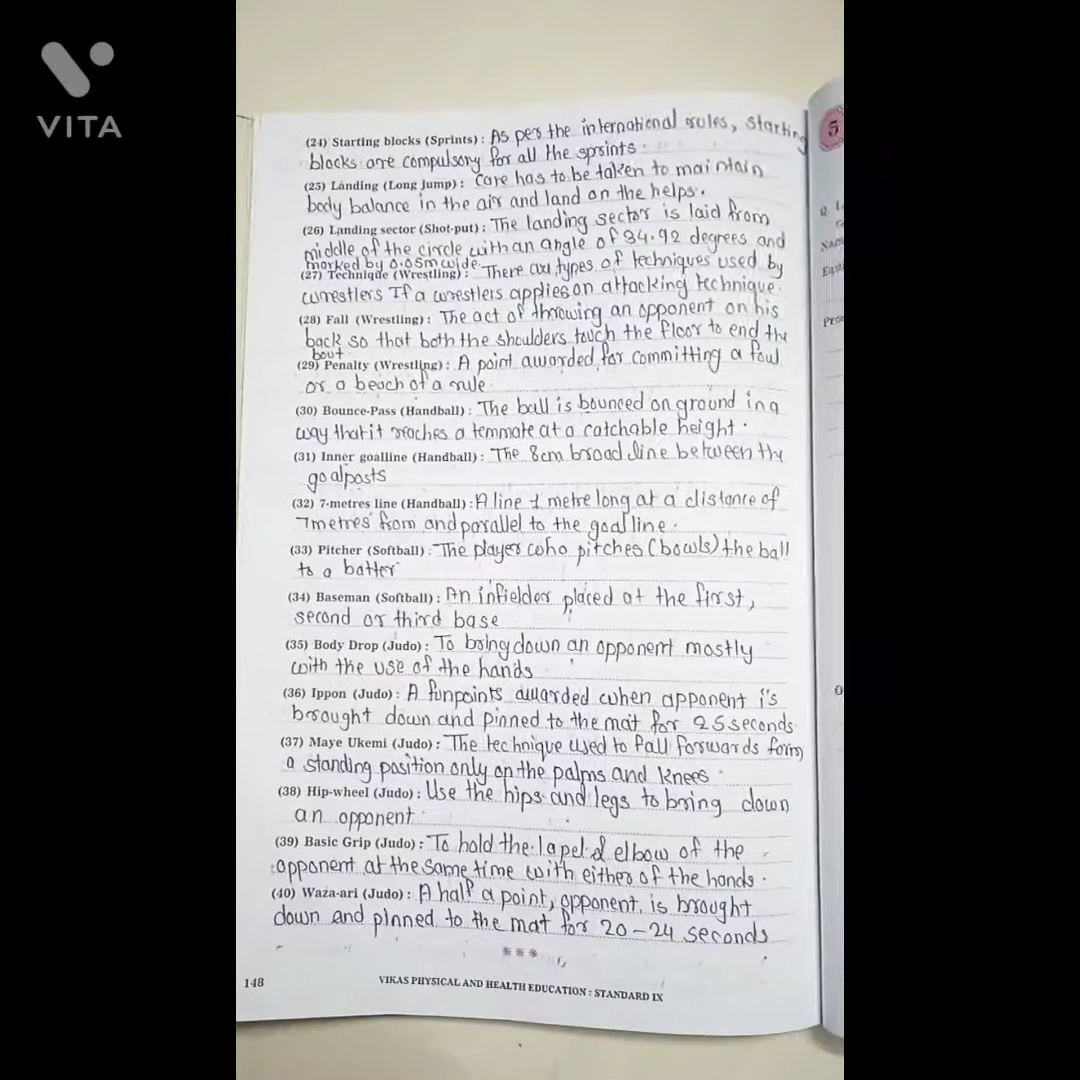 VITA
(24) Starting blocks (Sprints) : As per the international rules, starting
blocks are compulsory for all the sprints.
(25) Landing (Long jump) : Care has to be taken to maintain
body balance in the air and land on the helps.
(26) Landing sector (Shot-put) : The landing sector is laid from
middle of the circle with an angle of 34.92 degrees and
marked by 0.05m wide.
(27) Technique (Wrestling) : There are types of techniques used by
wrestlers If a wrestlers applies on attacking technique.
(28) Fall (Wrestling) : The act of throwing an opponent on his
back so that both the shoulders touch the floor to end the
bout
(29) Penalty (Wrestling) : A point awarded for committing a foul
or a beach of a rule.
(30) Bounce-Pass (Handball) : The ball is bounced on ground in a
way that it reaches a temmate at a catchable height.
(31) Inner goalline (Handball) : The 8cm broad line between the
goalposts
(32) 7-metres line (Handball) : A line 1 metre long at a distance of
7metres from and parallel to the goal line.
(33) Pitcher (Softball) : The player who pitches (bowls) the ball
to a batter
(34) Baseman (Softball) : An infielder placed at the first,
second or third base
(35) Body Drop (Judo) : To bring down an opponent mostly
with the use of the hands
(36) Ippon (Judo) : A funpoints awarded when apponent is
brought down and pinned to the mat for 25 seconds
(37) Maye Ukemi (Judo) : The technique used to fall forwards form
a standing position only on the palms and knees.
(38) Hip-wheel (Judo) : Use the hips and legs to bring down
an opponent
(39) Basic Grip (Judo) : To hold the lapel & elbow of the
opponent at the same time with either of the hands.
(40) Waza-ari (Judo) : A half a point, opponent is brought
down and pinned to the mat for 20-24 seconds
***
148 VIKAS PHYSICAL AND HEALTH EDUCATION : STANDARD IX
5